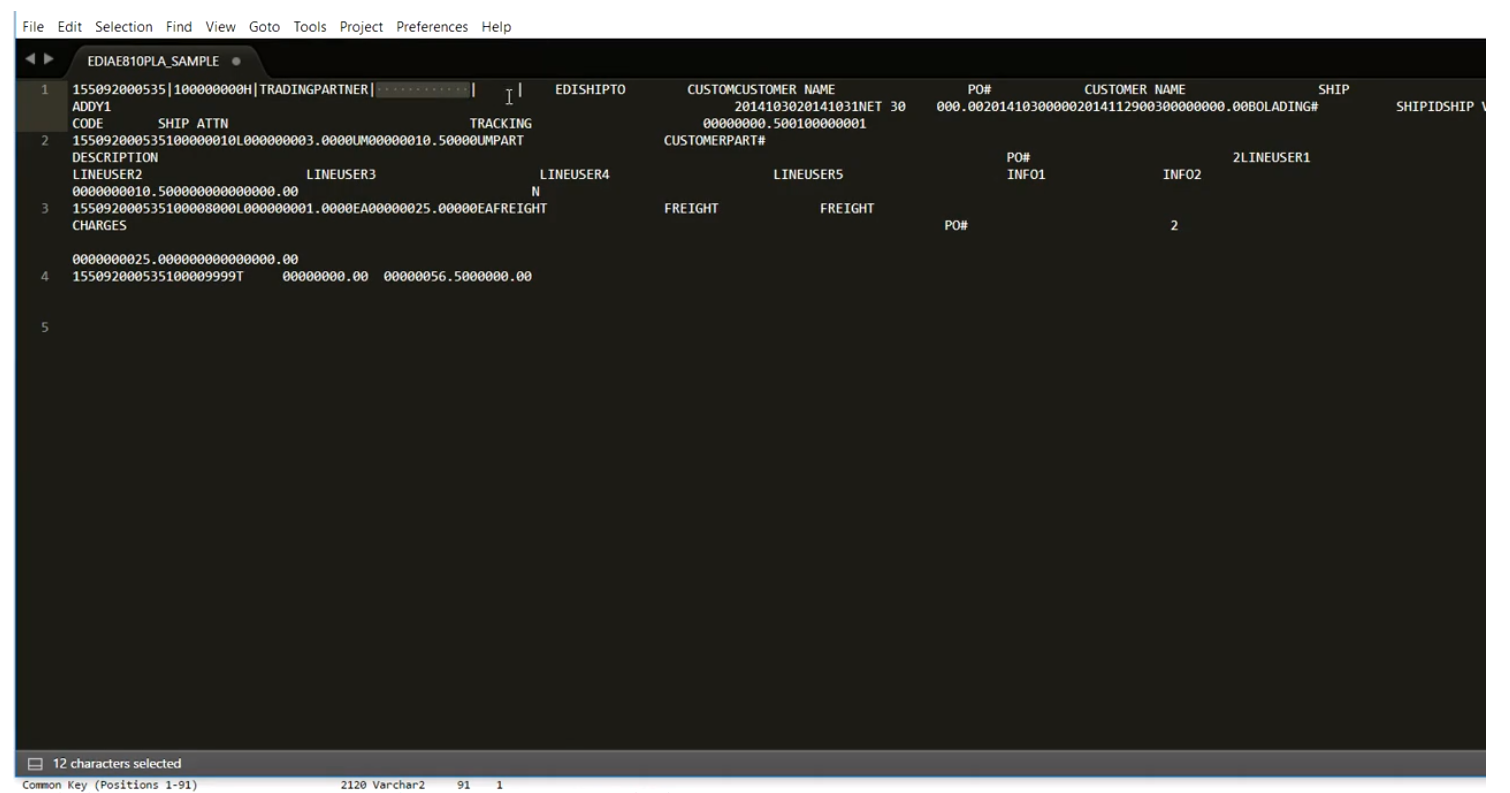 File Edit Selection Find View Goto Tools Project Preferences Help
EDIAE810PLA_SAMPLE
1 155092000535|100000000H|TRADINGPARTNER|············| | EDISHIPTO CUSTOMCUSTOMER NAME PO# CUSTOMER NAME SHIP
ADDY1 2014103020141031NET 30 000.002014103000002014112900300000000.00BOLADING# SHIPIDSHIP V
CODE SHIP ATTN TRACKING 00000000.500100000001
2 155092000535100000010L000000003.0000UM00000010.50000UMPART CUSTOMERPART#
DESCRIPTION PO# 2LINEUSER1
LINEUSER2 LINEUSER3 LINEUSER4 LINEUSER5 INFO1 INFO2
0000000010.500000000000000.00 N
3 155092000535100008000L000000001.0000EA00000025.00000EAFREIGHT FREIGHT FREIGHT
CHARGES PO# 2
0000000025.000000000000000.00
4 155092000535100009999T 00000000.00 00000056.5000000.00
5
12 characters selected
Common Key (Positions 1-91) 2120 Varchar2 91 1